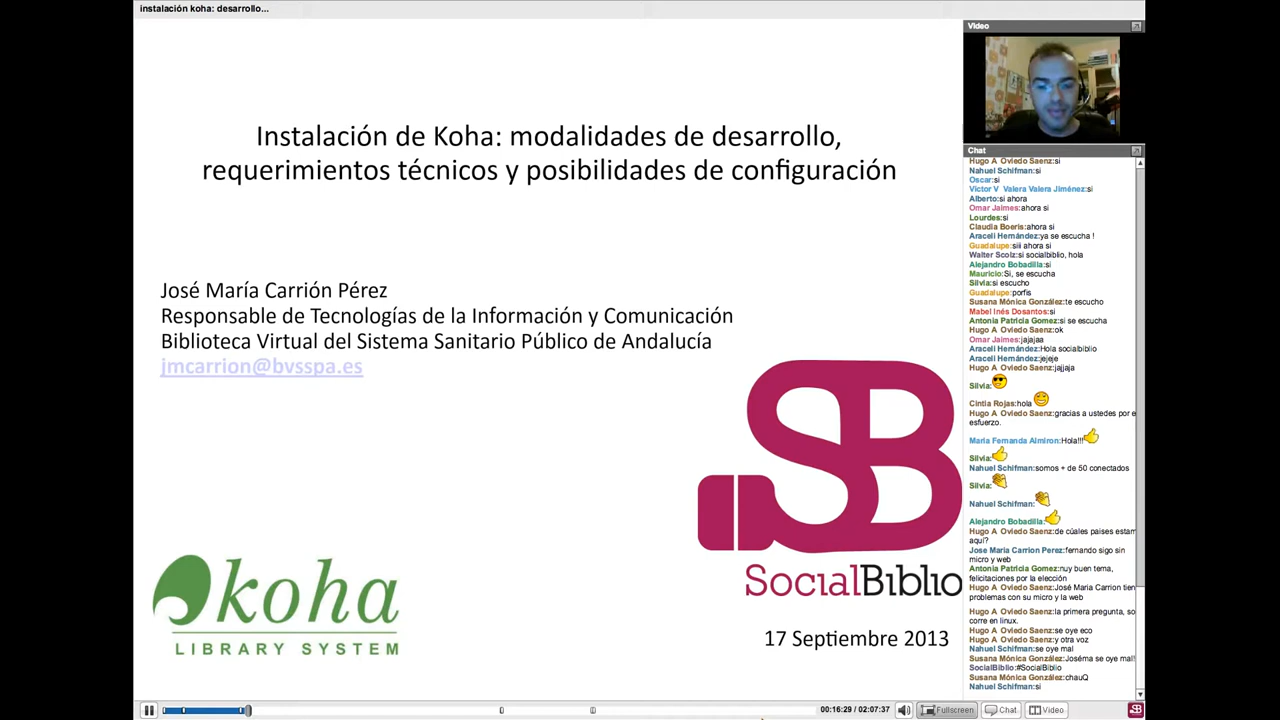 instalación koha: desarrollo...
Instalación de Koha: modalidades de desarrollo,
requerimientos técnicos y posibilidades de configuración
José María Carrión Pérez
Responsable de Tecnologías de la Información y Comunicación
Biblioteca Virtual del Sistema Sanitario Público de Andalucía
jmcarrion@bvsspa.es
SB
SocialBiblio
koha
LIBRARY SYSTEM
17 Septiembre 2013
Video
Chat
Hugo A Oviedo Saenz:si
Nahuel Schifman:si
Oscar:si
Victor V Valera Valera Jiménez:si
Alberto:si ahora
Omar Jaimes:ahora si
Lourdes:si
Claudia Boeris:ahora si
Araceli Hernández:ya se escucha !
Guadalupe:siii ahora si
Walter Scolz:si socialbiblio, hola
Alejandro Bobadilla:si
Mauricio:Si, se escucha
Silvia:si escucho
Guadalupe:porfis
Susana Mónica González:te escucho
Mabel Inés Dosantos:si
Antonia Patricia Gomez:si se escucha
Hugo A Oviedo Saenz:ok
Omar Jaimes:jajajaa
Araceli Hernández:Hola socialbiblio
Araceli Hernández:jejeje
Hugo A Oviedo Saenz:jajjaja
Silvia:
Cintia Rojas:hola
Hugo A Oviedo Saenz:gracias a ustedes por e
esfuerzo.
Maria Fernanda Almiron:Hola!!!
Silvia:
Nahuel Schifman:somos + de 50 conectados
Silvia:
Nahuel Schifman:
Alejandro Bobadilla:
Hugo A Oviedo Saenz:de cúales paises estam
aquí?
Jose Maria Carrion Perez:fernando sigo sin
micro y web
Antonia Patricia Gomez:nuy buen tema,
felicitaciones por la elección
Hugo A Oviedo Saenz:José María Carrion tien
problemas con su micro y la web
Hugo A Oviedo Saenz:la primera pregunta, so
corre en linux.
Hugo A Oviedo Saenz:se oye eco
Hugo A Oviedo Saenz:y otra voz
Nahuel Schifman:se oye mal
Susana Mónica González:Joséma se oye mal!
SocialBiblio:#SocialBiblio
Susana Mónica González:chauQ
Nahuel Schifman:si
00:16:29 / 02:07:37
Fullscreen
Chat
Video
SB